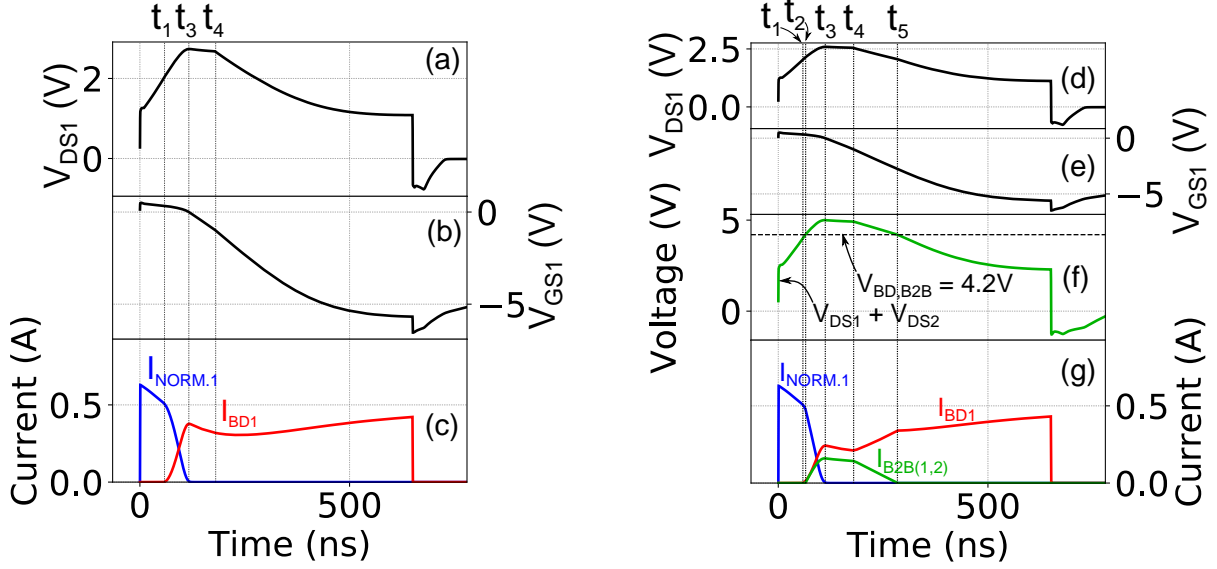 t1 t3 t4
VDS1 (V)
2
0
(a)
0
−5
VGS1 (V)
(b)
Current (A)
0.5
0.0
INORM.1
IBD1
(c)
0 500
Time (ns)
t1 t2 t3 t4 t5
VDS1 (V)
2.5
0.0
(d)
0
−5
VGS1 (V)
(e)
Voltage (V)
5
0
VBD,B2B = 4.2V
VDS1 + VDS2
(f)
INORM.1
IBD1
IB2B(1,2)
(g)
0.5
0.0
Current (A)
0 500
Time (ns)